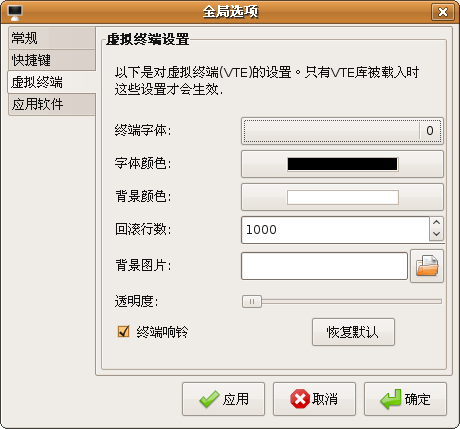 全局选项
常规
快捷键
虚拟终端
应用软件
虚拟终端设置
以下是对虚拟终端(VTE)的设置。只有VTE库被载入时
这些设置才会生效.
终端字体:
0
字体颜色:
背景颜色:
回滚行数:
1000
背景图片:
透明度:
终端响铃
恢复默认
应用
取消
确定